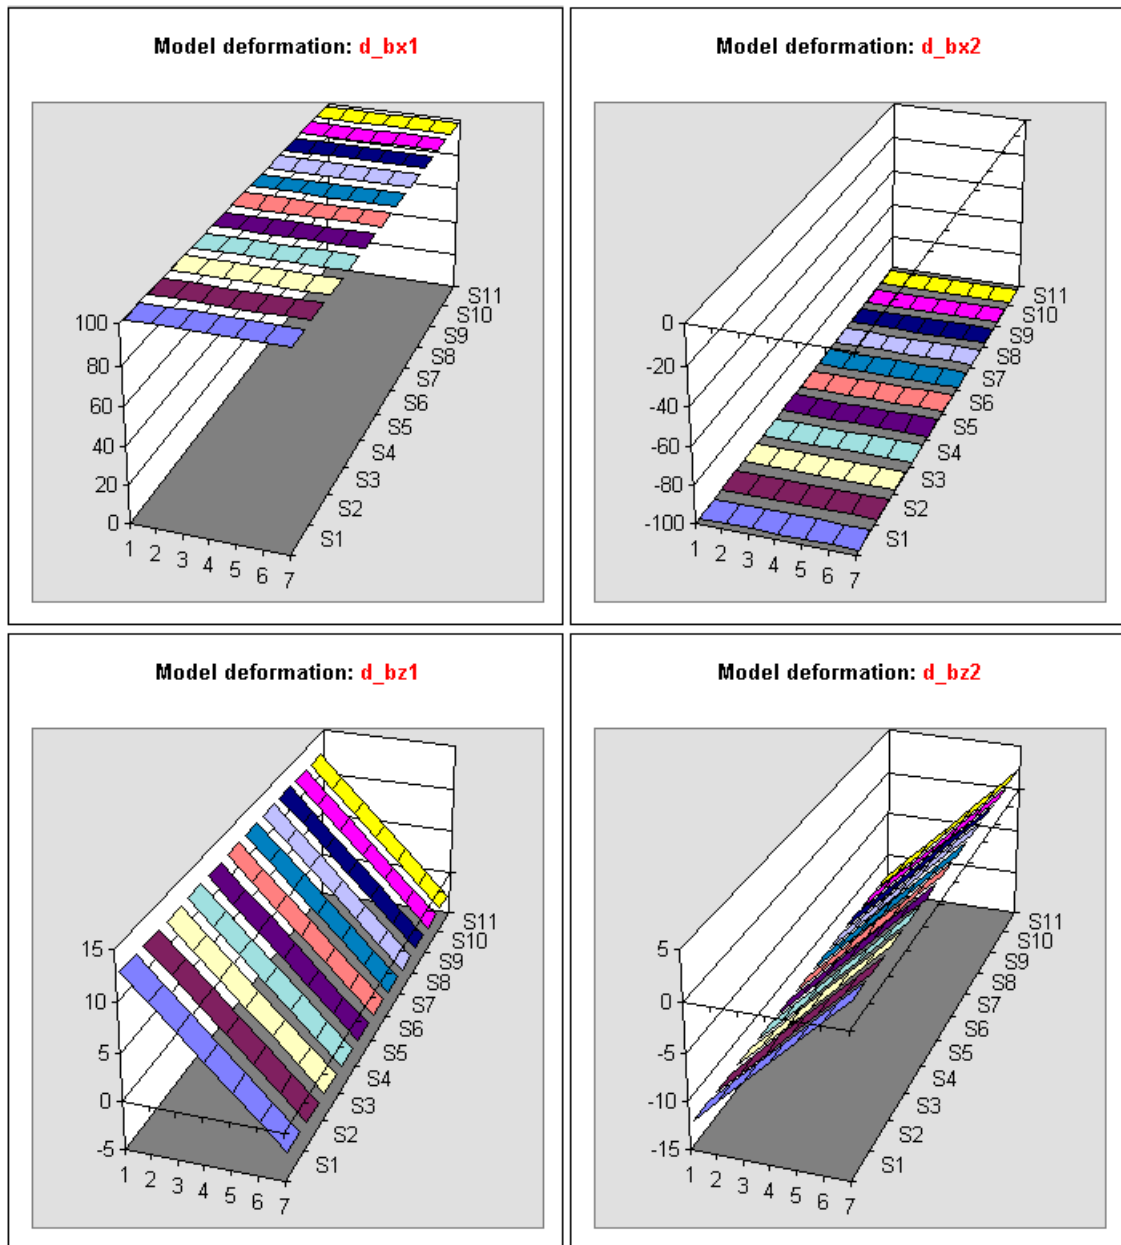 Model deformation: d_bx1
100
80
60
40
20
0
1 2 3 4 5 6 7
S1
S2
S3
S4
S5
S6
S7
S8
S9
S10
S11
Model deformation: d_bx2
0
-20
-40
-60
-80
-100
1 2 3 4 5 6 7
S1
S2
S3
S4
S5
S6
S7
S8
S9
S10
S11
Model deformation: d_bz1
15
10
5
0
-5
1 2 3 4 5 6 7
S1
S2
S3
S4
S5
S6
S7
S8
S9
S10
S11
Model deformation: d_bz2
5
0
-5
-10
-15
1 2 3 4 5 6 7
S1
S2
S3
S4
S5
S6
S7
S8
S9
S10
S11